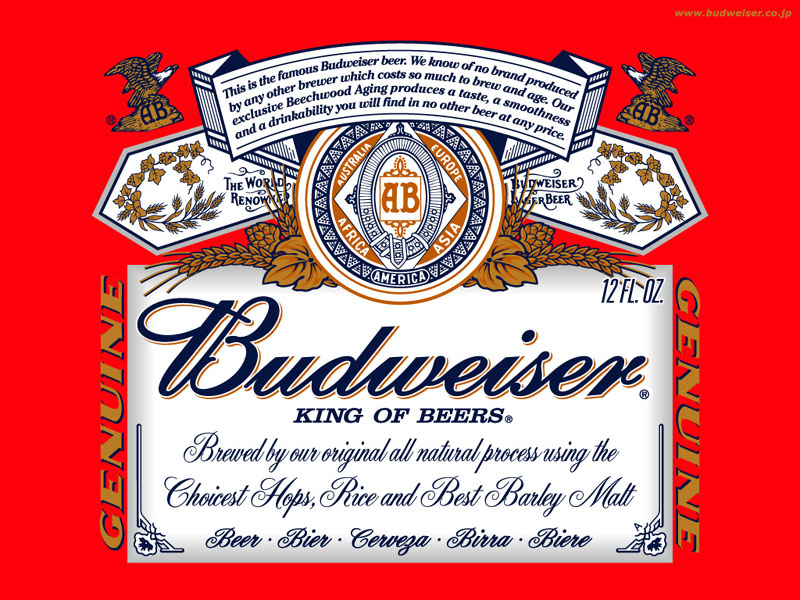 www.budweiser.co.jp
This is the famous Budweiser beer. We know of no brand produced
by any other brewer which costs so much to brew and age. Our
exclusive Beechwood Aging produces a taste, a smoothness
and a drinkability you will find in no other beer at any price.
AB
®
AB
®
THE WORLD
RENOWNED
BUDWEISER
LAGER BEER
AUSTRALIA
EUROPE
AFRICA
ASIA
AMERICA
AB
12 FL. OZ.
GENUINE
GENUINE
Budweiser®
KING OF BEERS®
Brewed by our original all natural process using the
Choicest Hops, Rice and Best Barley Malt
Beer · Bier · Cerveza · Birra · Biere